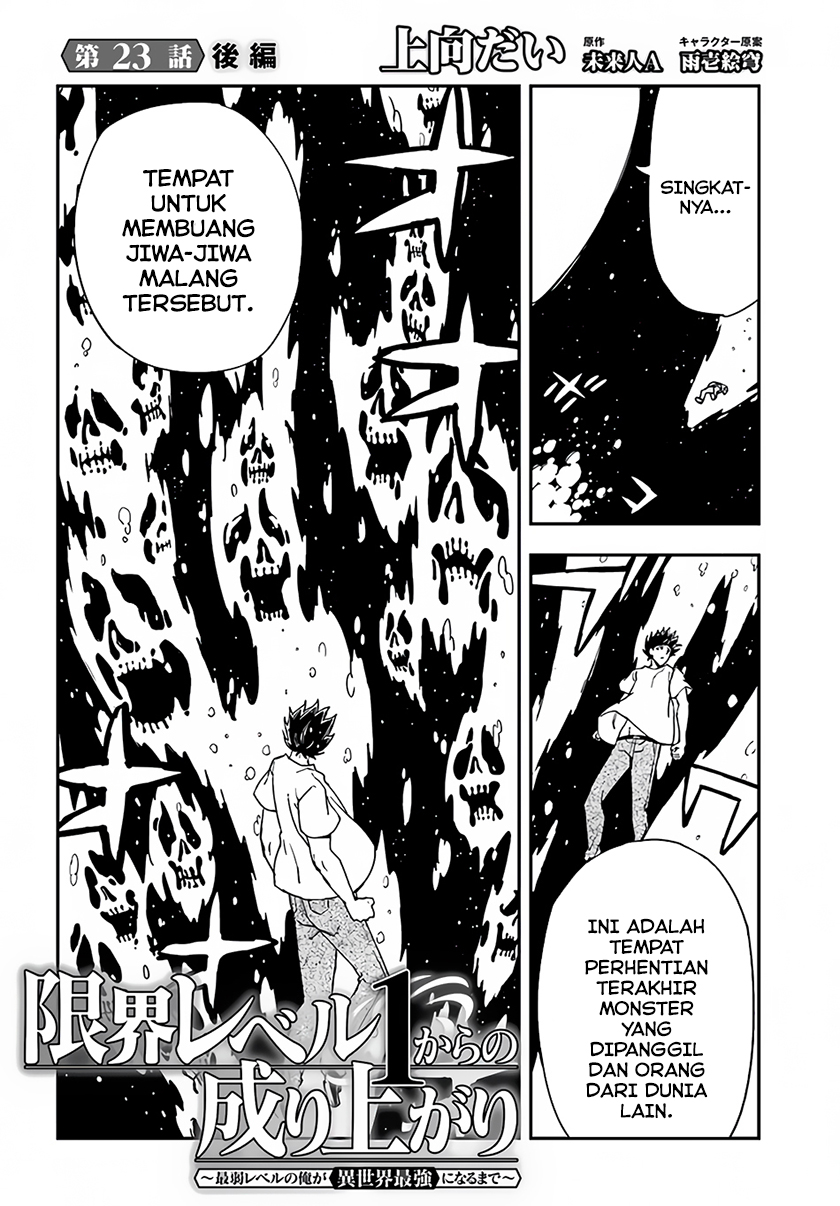 第23話 後編
上向だい
原作
未来人A
キャラクター原案
雨壱絵穹
SINGKAT-
NYA...
INI ADALAH
TEMPAT
PERHENTIAN
TERAKHIR
MONSTER
YANG
DIPANGGIL
DAN ORANG
DARI DUNIA
LAIN.
TEMPAT
UNTUK
MEMBUANG
JIWA-JIWA
MALANG
TERSEBUT.
限界レベル1からの
成り上がり
～最弱レベルの俺が異世界最強になるまで～